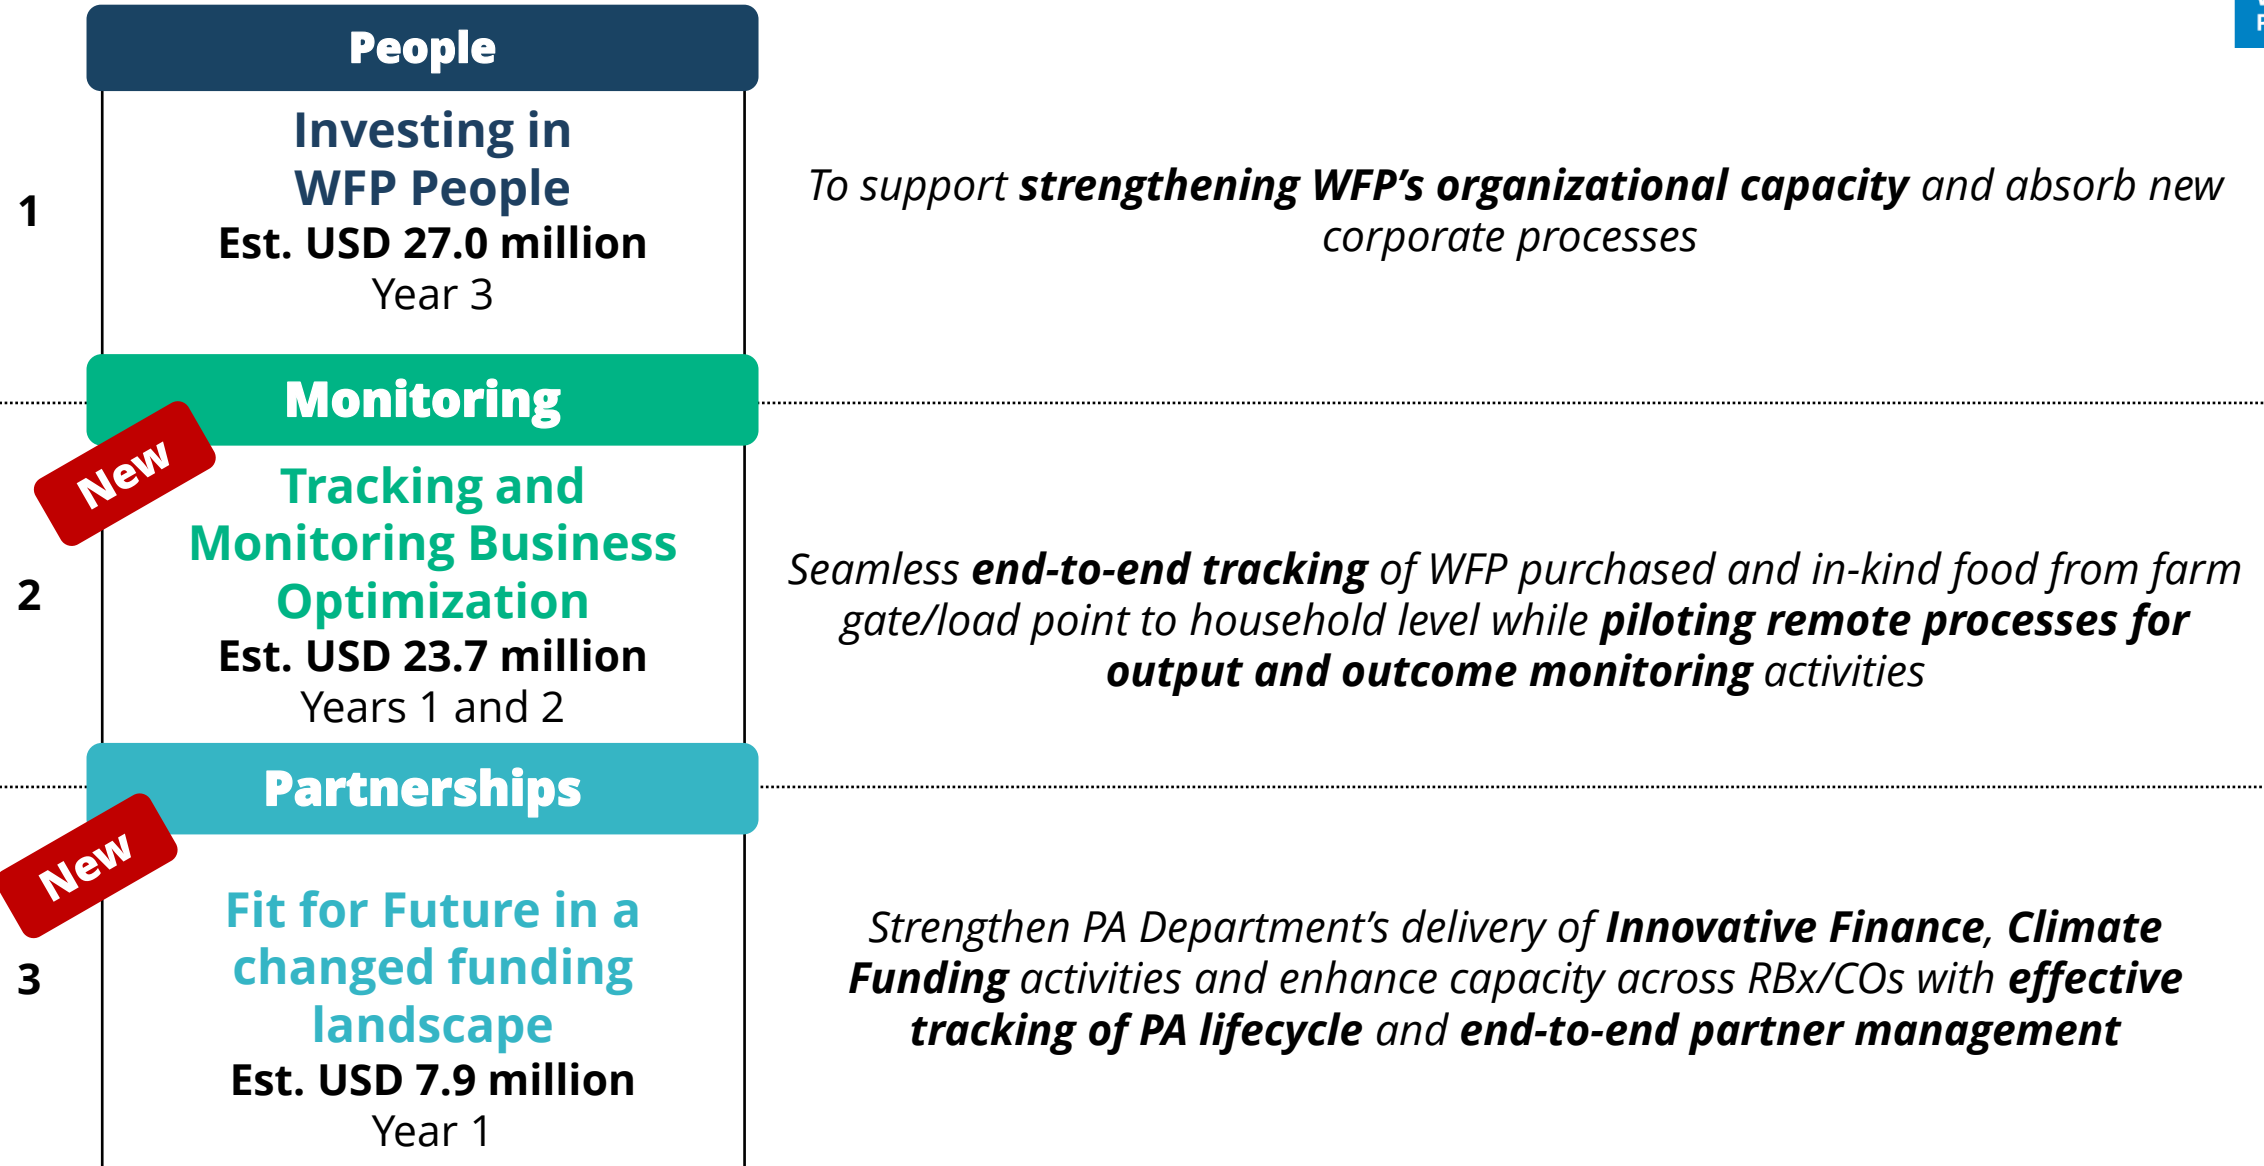 People
Investing in
WFP People
Est. USD 27.0 million
Year 3
1
To support strengthening WFP’s organizational capacity and absorb new
corporate processes
Monitoring
New
Tracking and
Monitoring Business
Optimization
Est. USD 23.7 million
Years 1 and 2
2
Seamless end-to-end tracking of WFP purchased and in-kind food from farm
gate/load point to household level while piloting remote processes for
output and outcome monitoring activities
Partnerships
New
Fit for Future in a
changed funding
landscape
Est. USD 7.9 million
Year 1
3
Strengthen PA Department’s delivery of Innovative Finance, Climate
Funding activities and enhance capacity across RBx/COs with effective
tracking of PA lifecycle and end-to-end partner management